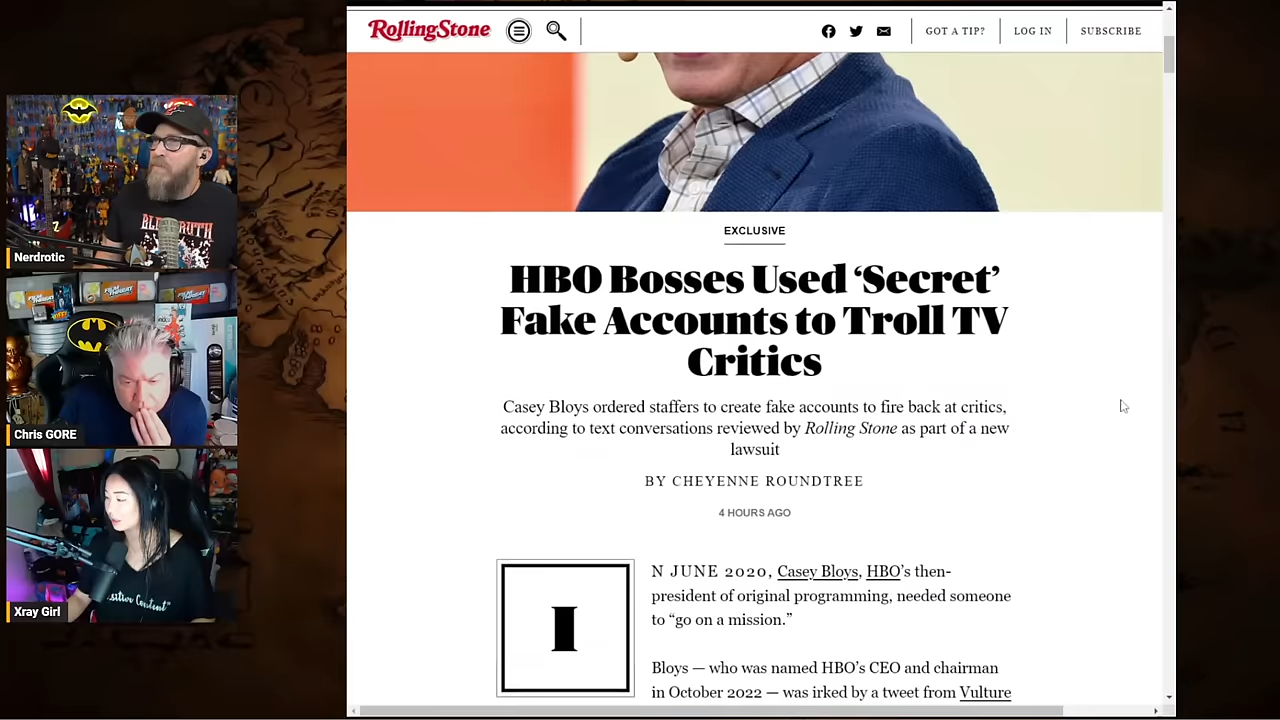 RollingStone
GOT A TIP?
LOG IN
SUBSCRIBE
Nerdrotic
Chris GORE
Xray Girl
EXCLUSIVE
HBO Bosses Used ‘Secret’
Fake Accounts to Troll TV
Critics
Casey Bloys ordered staffers to create fake accounts to fire back at critics,
according to text conversations reviewed by Rolling Stone as part of a new
lawsuit
BY CHEYENNE ROUNDTREE
4 HOURS AGO
I
N JUNE 2020, Casey Bloys, HBO’s then-
president of original programming, needed someone
to “go on a mission.”
Bloys — who was named HBO’s CEO and chairman
in October 2022 — was irked by a tweet from Vulture